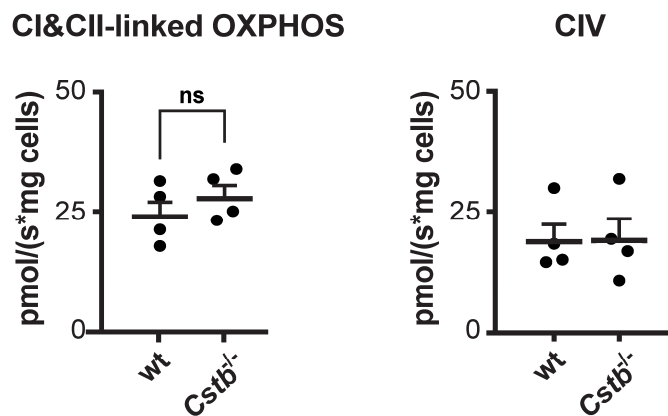 CI&CII-linked OXPHOS
pmol/(s*mg cells)
50
25
0
ns
wt
Cstb-/-
CIV
pmol/(s*mg cells)
50
25
0
wt
Cstb-/-